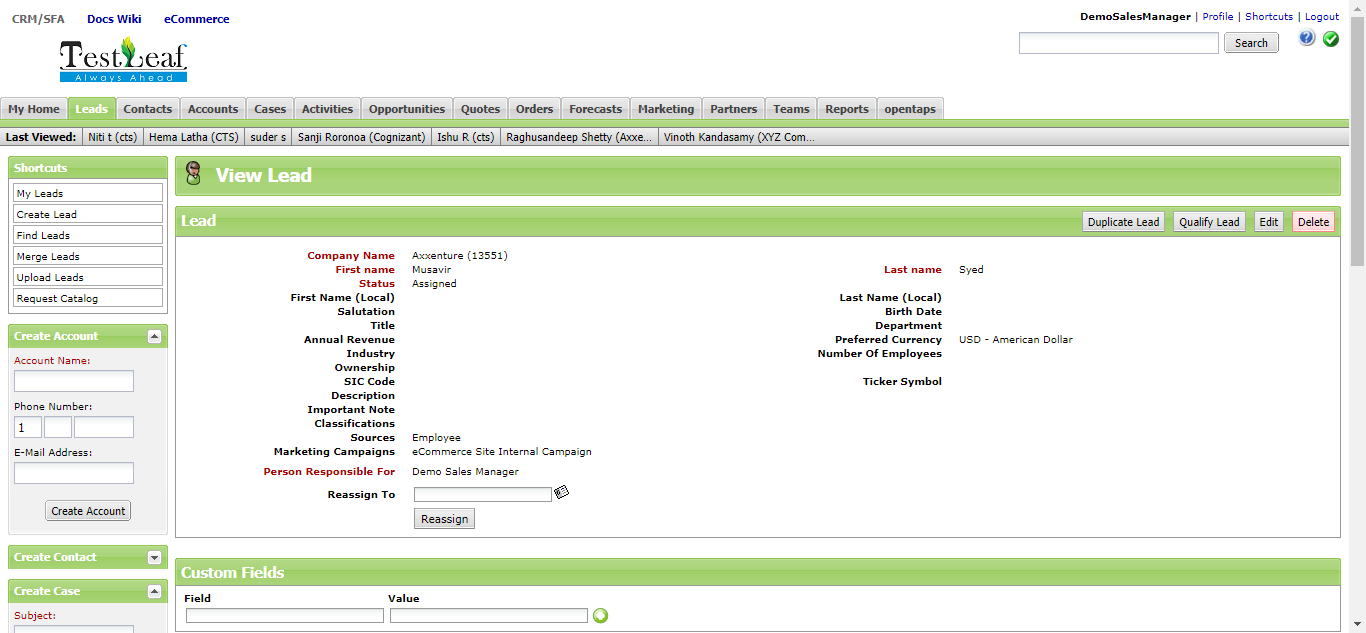 CRM/SFA Docs Wiki eCommerce
DemoSalesManager | Profile | Shortcuts | Logout
TestLeaf
Always Ahead
Search
My Home Leads Contacts Accounts Cases Activities Opportunities Quotes Orders Forecasts Marketing Partners Teams Reports opentaps
Last Viewed: Niti t (cts) Hema Latha (CTS) suder s Sanji Roronoa (Cognizant) Ishu R (cts) Raghusandeep Shetty (Axxe... Vinoth Kandasamy (XYZ Com...
Shortcuts
My Leads
Create Lead
Find Leads
Merge Leads
Upload Leads
Request Catalog
Create Account
Account Name:
Phone Number:
1
E-Mail Address:
Create Account
Create Contact
Create Case
Subject:
View Lead
Lead
Duplicate Lead Qualify Lead Edit Delete
Company Name Axxenture (13551)
First name Musavir Last name Syed
Status Assigned
First Name (Local) Last Name (Local)
Salutation Birth Date
Title Department
Annual Revenue Preferred Currency USD - American Dollar
Industry Number Of Employees
Ownership
SIC Code Ticker Symbol
Description
Important Note
Classifications
Sources Employee
Marketing Campaigns eCommerce Site Internal Campaign
Person Responsible For Demo Sales Manager
Reassign To
Reassign
Custom Fields
Field Value